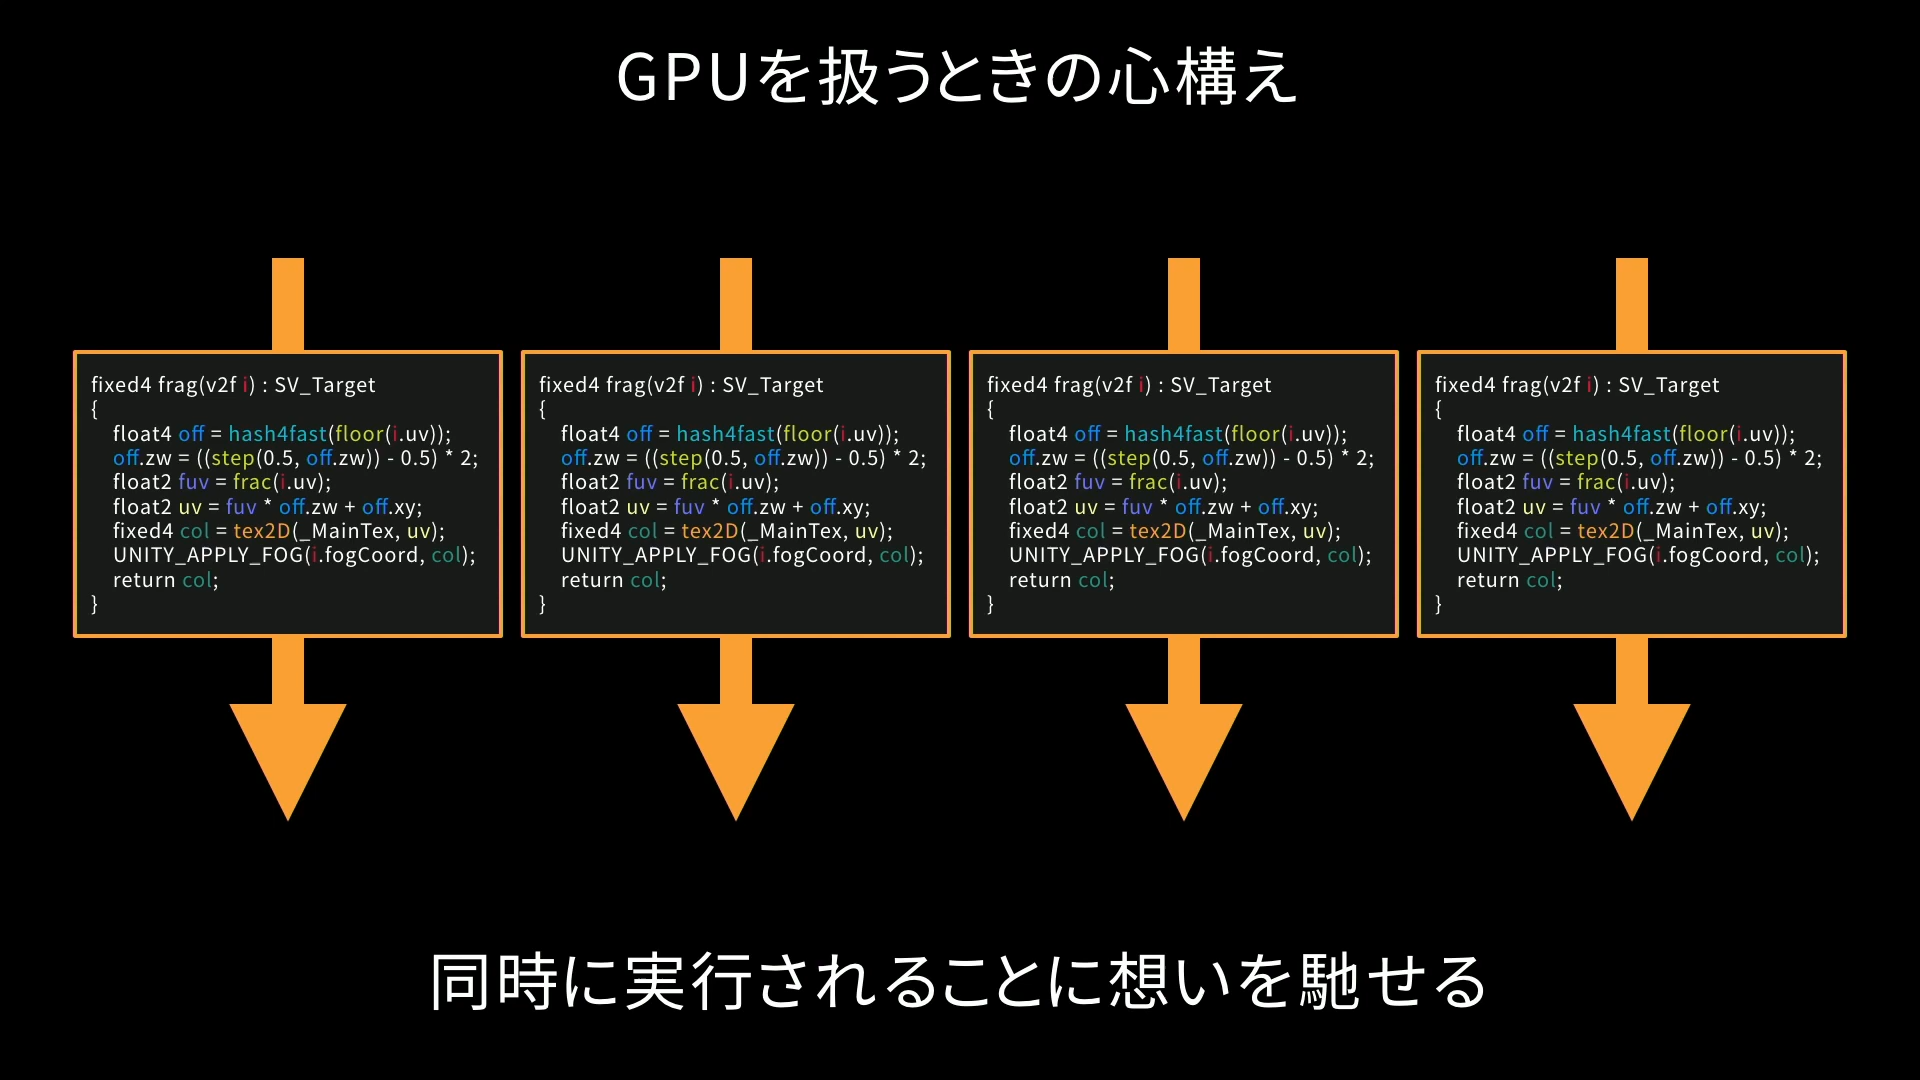 GPUを扱うときの心構え
fixed4 frag(v2f i) : SV_Target
{
    float4 off = hash4fast(floor(i.uv));
    off.zw = ((step(0.5, off.zw)) - 0.5) * 2;
    float2 fuv = frac(i.uv);
    float2 uv = fuv * off.zw + off.xy;
    fixed4 col = tex2D(_MainTex, uv);
    UNITY_APPLY_FOG(i.fogCoord, col);
    return col;
}
fixed4 frag(v2f i) : SV_Target
{
    float4 off = hash4fast(floor(i.uv));
    off.zw = ((step(0.5, off.zw)) - 0.5) * 2;
    float2 fuv = frac(i.uv);
    float2 uv = fuv * off.zw + off.xy;
    fixed4 col = tex2D(_MainTex, uv);
    UNITY_APPLY_FOG(i.fogCoord, col);
    return col;
}
fixed4 frag(v2f i) : SV_Target
{
    float4 off = hash4fast(floor(i.uv));
    off.zw = ((step(0.5, off.zw)) - 0.5) * 2;
    float2 fuv = frac(i.uv);
    float2 uv = fuv * off.zw + off.xy;
    fixed4 col = tex2D(_MainTex, uv);
    UNITY_APPLY_FOG(i.fogCoord, col);
    return col;
}
fixed4 frag(v2f i) : SV_Target
{
    float4 off = hash4fast(floor(i.uv));
    off.zw = ((step(0.5, off.zw)) - 0.5) * 2;
    float2 fuv = frac(i.uv);
    float2 uv = fuv * off.zw + off.xy;
    fixed4 col = tex2D(_MainTex, uv);
    UNITY_APPLY_FOG(i.fogCoord, col);
    return col;
}
同時に実行されることに想いを馳せる